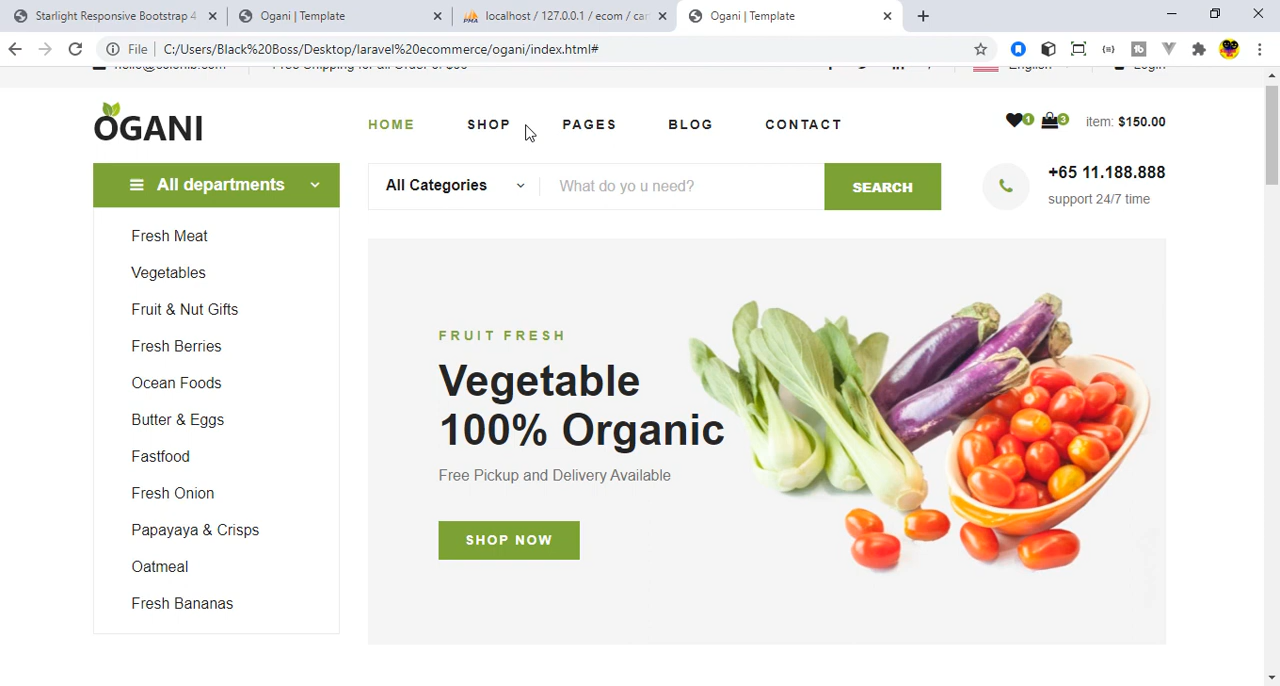 Starlight Responsive Bootstrap 4
Ogani | Template
localhost / 127.0.0.1 / ecom / car
Ogani | Template
File
C:/Users/Black%20Boss/Desktop/laravel%20ecommerce/ogani/index.html#
English
Login
OGANI
HOME SHOP PAGES BLOG CONTACT
1 3 item: $150.00
All departments
All Categories
What do yo u need?
SEARCH
+65 11.188.888
support 24/7 time
Fresh Meat
Vegetables
Fruit & Nut Gifts
Fresh Berries
Ocean Foods
Butter & Eggs
Fastfood
Fresh Onion
Papayaya & Crisps
Oatmeal
Fresh Bananas
FRUIT FRESH
Vegetable
100% Organic
Free Pickup and Delivery Available
SHOP NOW